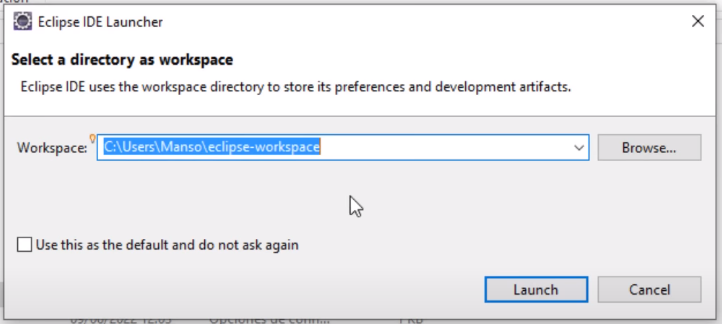 Eclipse IDE Launcher
Select a directory as workspace
Eclipse IDE uses the workspace directory to store its preferences and development artifacts.
Workspace: C:\Users\Manso\eclipse-workspace Browse...
Use this as the default and do not ask again
Launch Cancel